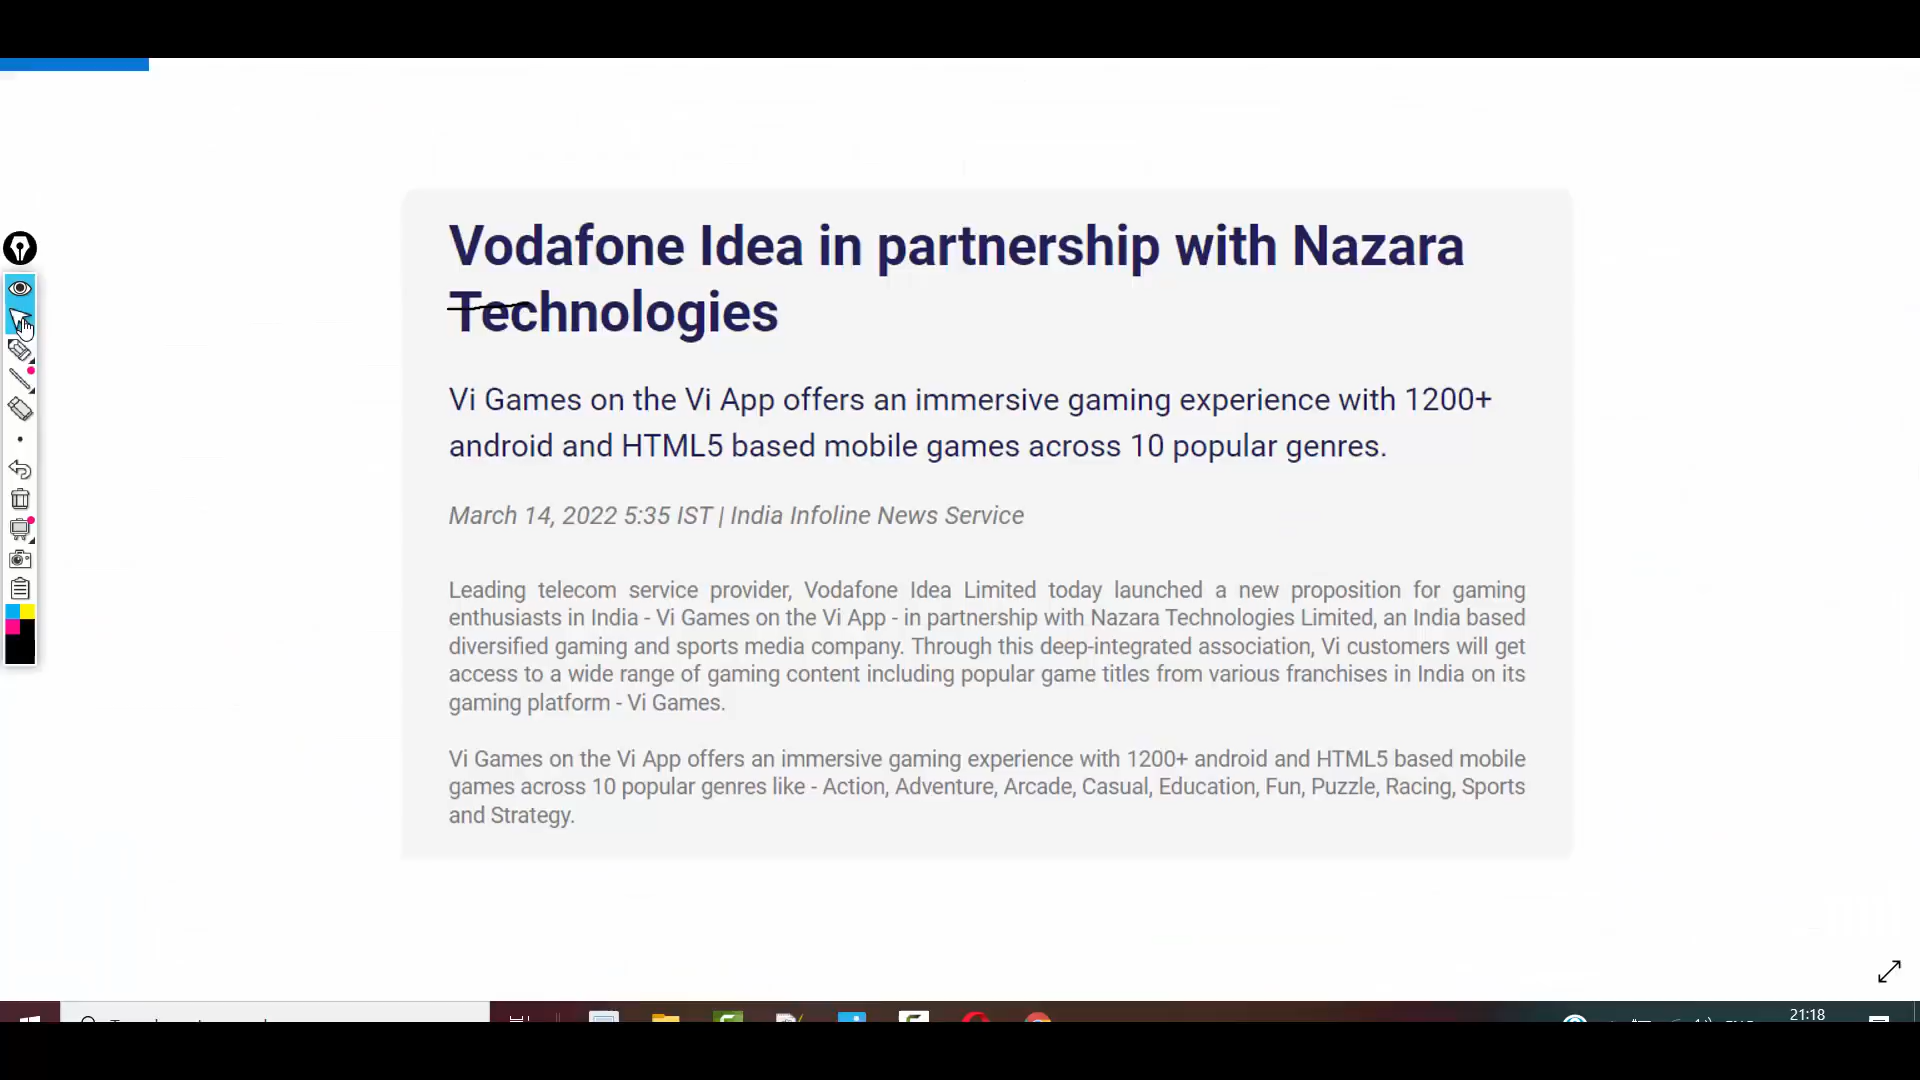 Vodafone Idea in partnership with Nazara
Technologies
Vi Games on the Vi App offers an immersive gaming experience with 1200+
android and HTML5 based mobile games across 10 popular genres.
March 14, 2022 5:35 IST | India Infoline News Service
Leading telecom service provider, Vodafone Idea Limited today launched a new proposition for gaming
enthusiasts in India - Vi Games on the Vi App - in partnership with Nazara Technologies Limited, an India based
diversified gaming and sports media company. Through this deep-integrated association, Vi customers will get
access to a wide range of gaming content including popular game titles from various franchises in India on its
gaming platform - Vi Games.
Vi Games on the Vi App offers an immersive gaming experience with 1200+ android and HTML5 based mobile
games across 10 popular genres like - Action, Adventure, Arcade, Casual, Education, Fun, Puzzle, Racing, Sports
and Strategy.
21:18